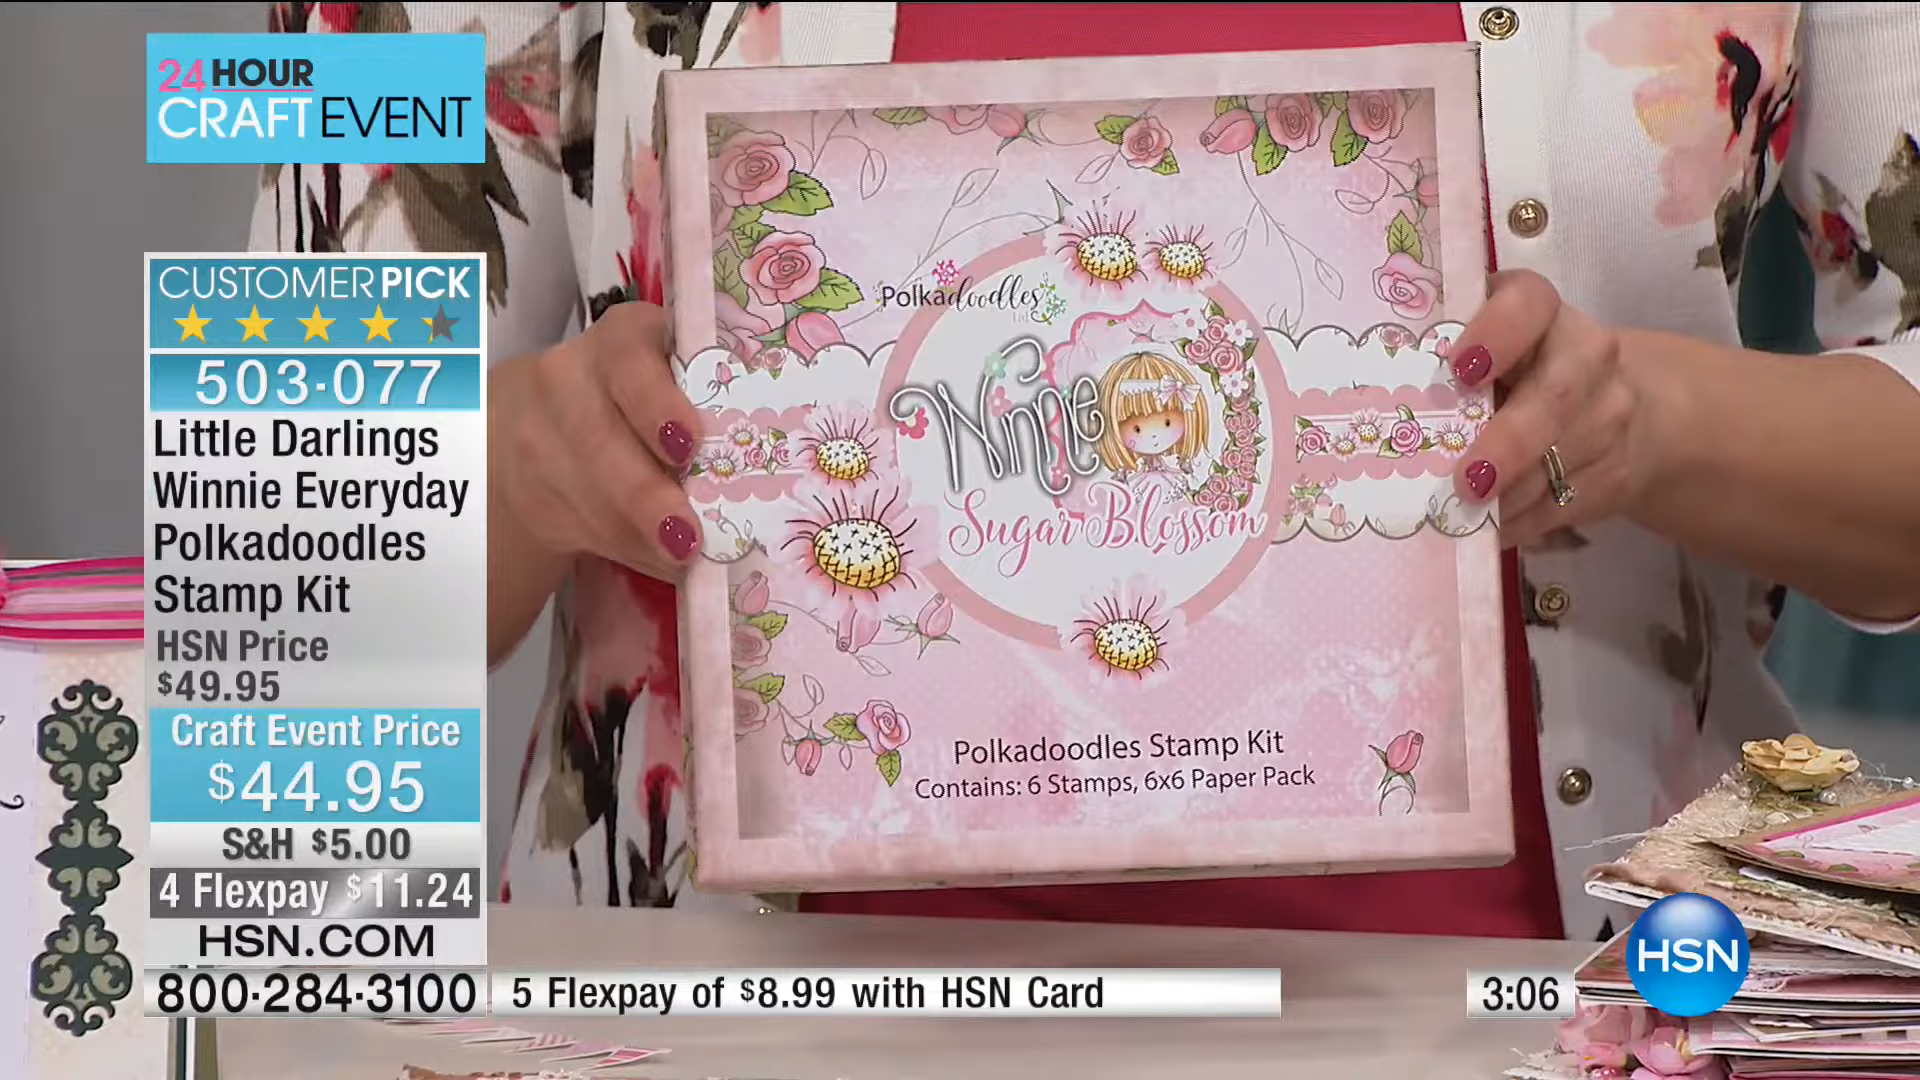 24 HOUR
CRAFT EVENT
CUSTOMER PICK
503·077
Little Darlings
Winnie Everyday
Polkadoodles
Stamp Kit
HSN Price
$49.95
Craft Event Price
$44.95
S&H $5.00
4 Flexpay $11.24
HSN.COM
800·284·3100
5 Flexpay of $8.99 with HSN Card
3:06
HSN
Polkadoodles
Ltd
Winnie
Sugar Blossom
Polkadoodles Stamp Kit
Contains: 6 Stamps, 6x6 Paper Pack